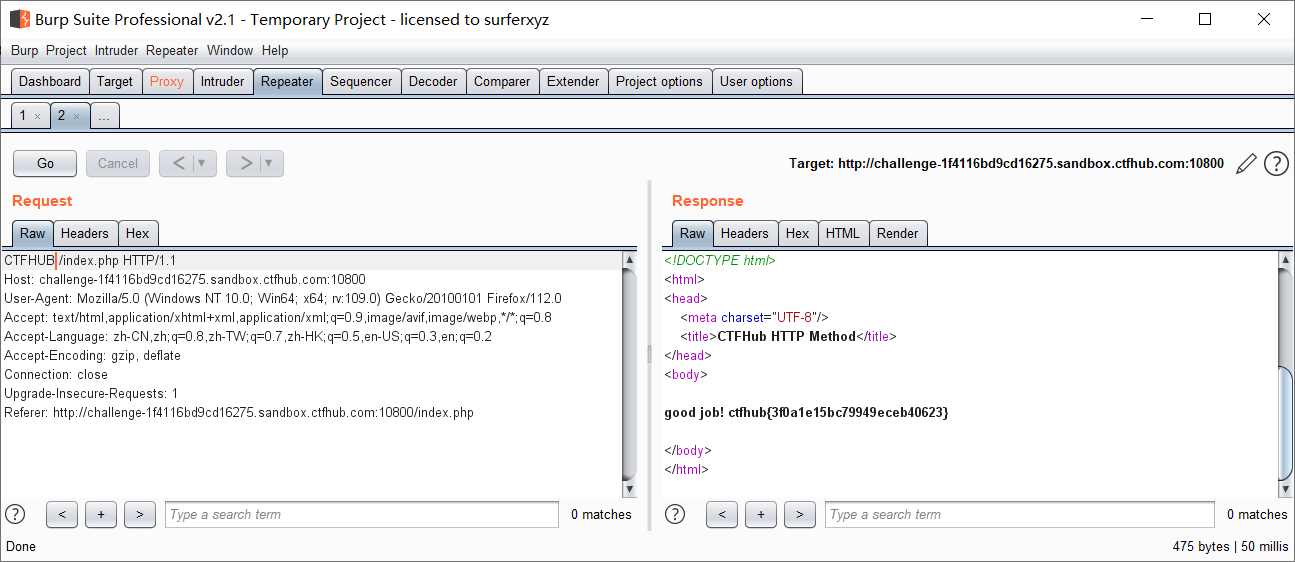 Burp Suite Professional v2.1 - Temporary Project - licensed to surferxyz
Burp Project Intruder Repeater Window Help
Dashboard Target Proxy Intruder Repeater Sequencer Decoder Comparer Extender Project options User options
1 × 2 × ...
Go Cancel < > Target: http://challenge-1f4116bd9cd16275.sandbox.ctfhub.com:10800 ?
Request
Raw Headers Hex
CTFHUB /index.php HTTP/1.1
Host: challenge-1f4116bd9cd16275.sandbox.ctfhub.com:10800
User-Agent: Mozilla/5.0 (Windows NT 10.0; Win64; x64; rv:109.0) Gecko/20100101 Firefox/112.0
Accept: text/html,application/xhtml+xml,application/xml;q=0.9,image/avif,image/webp,*/*;q=0.8
Accept-Language: zh-CN,zh;q=0.8,zh-TW;q=0.7,zh-HK;q=0.5,en-US;q=0.3,en;q=0.2
Accept-Encoding: gzip, deflate
Connection: close
Upgrade-Insecure-Requests: 1
Referer: http://challenge-1f4116bd9cd16275.sandbox.ctfhub.com:10800/index.php
? < + > Type a search term 0 matches
Response
Raw Headers Hex HTML Render
<!DOCTYPE html>
<html>
<head>
<meta charset="UTF-8"/>
<title>CTFHub HTTP Method</title>
</head>
<body>
good job! ctfhub{3f0a1e15bc79949eceb40623}
</body>
</html>
? < + > Type a search term 0 matches
Done 475 bytes | 50 millis